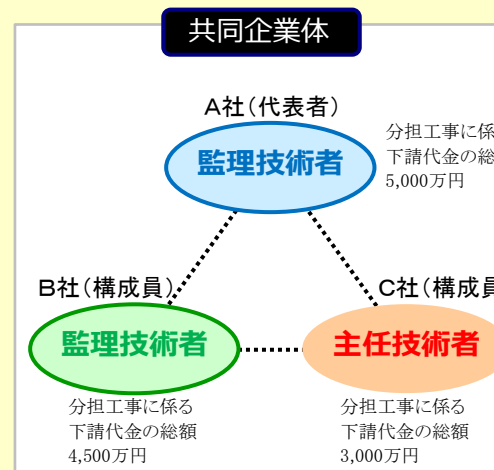 共同企業体
A社(代表者)
監理技術者
分担工事に係
下請代金の総
5,000万円
B社(構成員)
監理技術者
分担工事に係る
下請代金の総額
4,500万円
C社(構成員
主任技術者
分担工事に係る
下請代金の総額
3,000万円